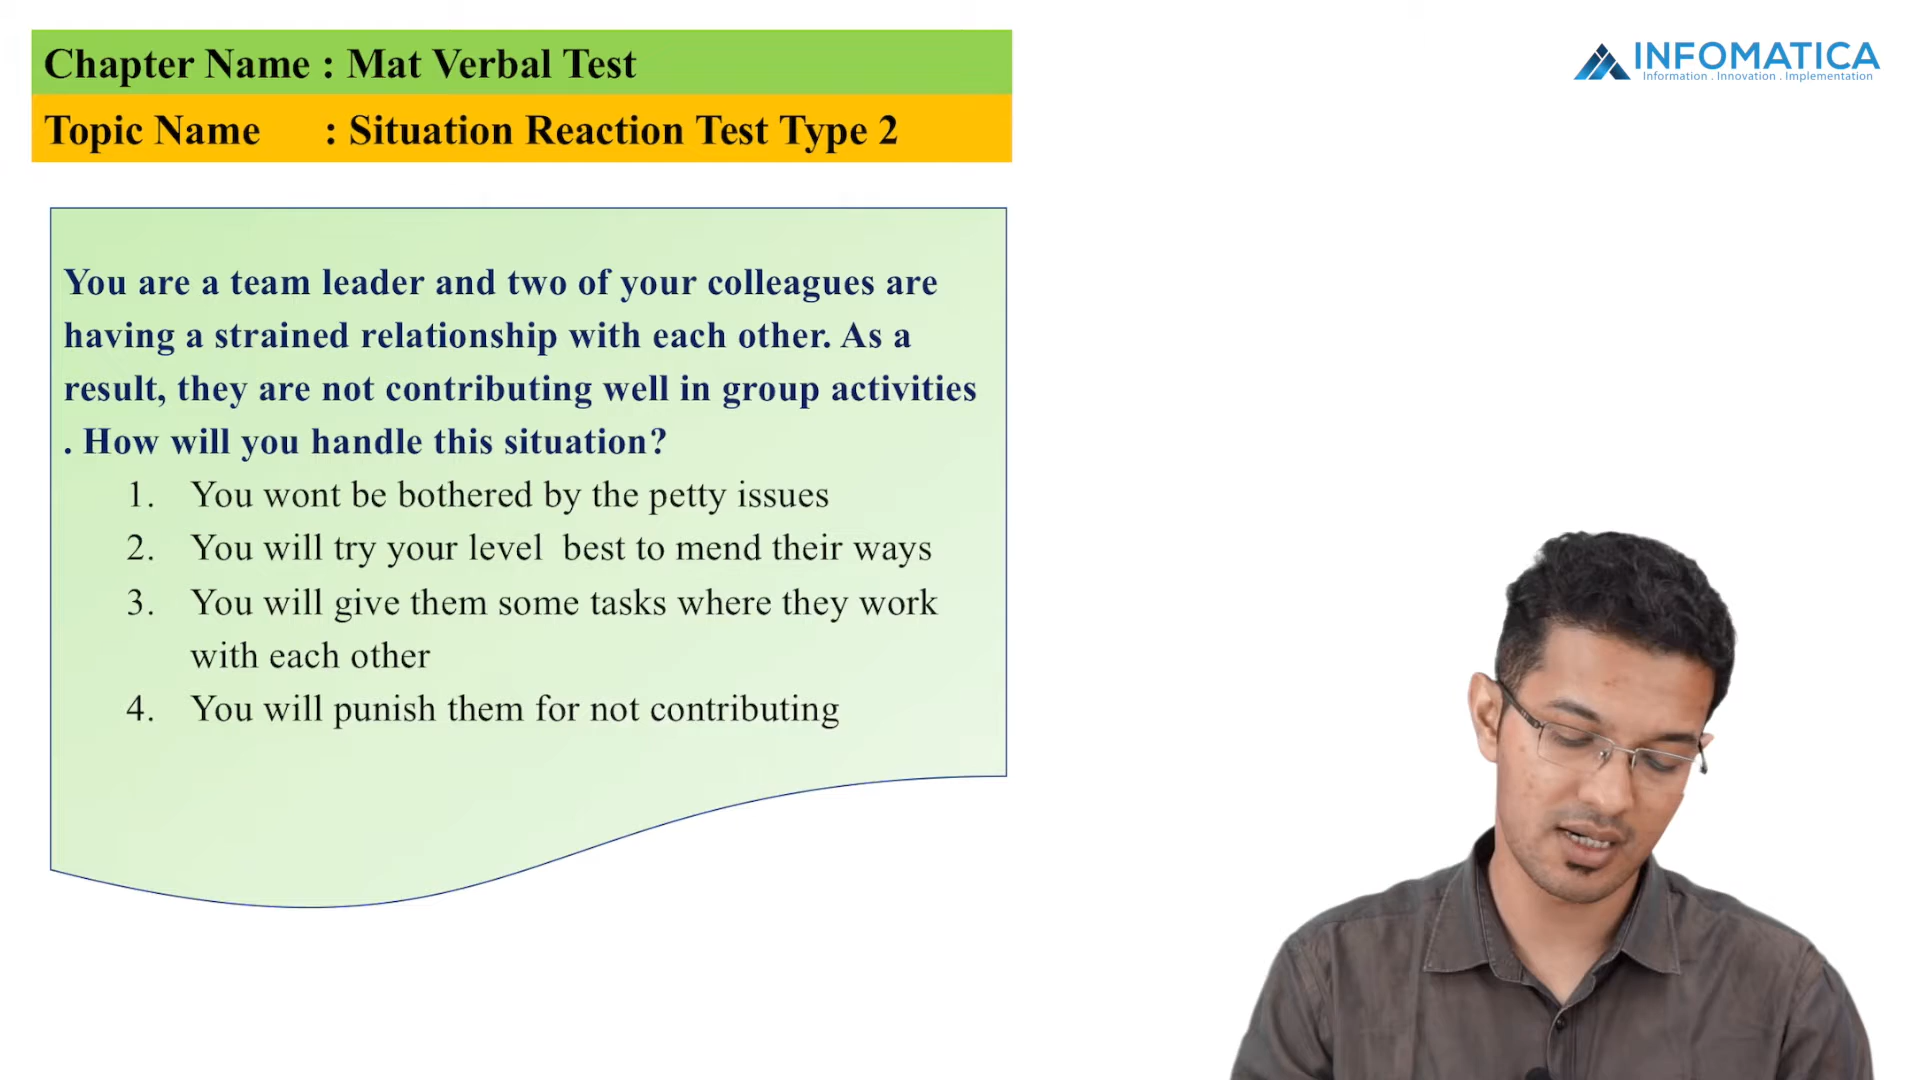 Chapter Name : Mat Verbal Test
INFOMATICA
Information . Innovation . Implementation
Topic Name : Situation Reaction Test Type 2
You are a team leader and two of your colleagues are
having a strained relationship with each other. As a
result, they are not contributing well in group activities
. How will you handle this situation?
1. You wont be bothered by the petty issues
2. You will try your level best to mend their ways
3. You will give them some tasks where they work
with each other
4. You will punish them for not contributing